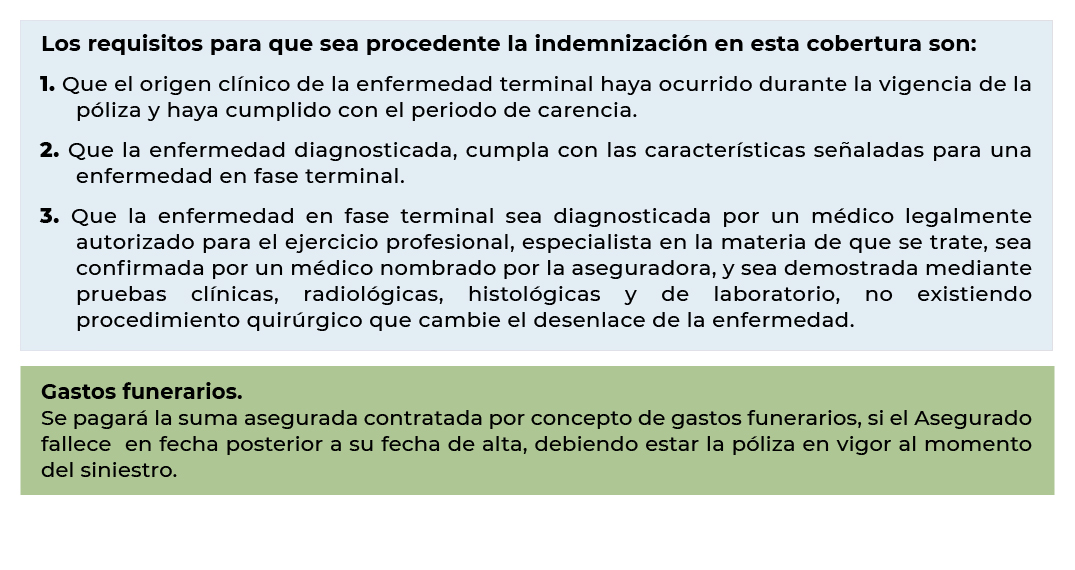 Los requisitos para que sea procedente la indemnización en esta cobertura son:
1. Que el origen clínico de la enfermedad terminal haya ocurrido durante la vigencia de la
póliza y haya cumplido con el periodo de carencia.
2. Que la enfermedad diagnosticada, cumpla con las características señaladas para una
enfermedad en fase terminal.
3. Que la enfermedad en fase terminal sea diagnosticada por un médico legalmente
autorizado para el ejercicio profesional, especialista en la materia de que se trate, sea
confirmada por un médico nombrado por la aseguradora, y sea demostrada mediante
pruebas clínicas, radiológicas, histológicas y de laboratorio, no existiendo
procedimiento quirúrgico que cambie el desenlace de la enfermedad.
Gastos funerarios.
Se pagará la suma asegurada contratada por concepto de gastos funerarios, si el Asegurado
fallece  en fecha posterior a su fecha de alta, debiendo estar la póliza en vigor al momento
del siniestro.